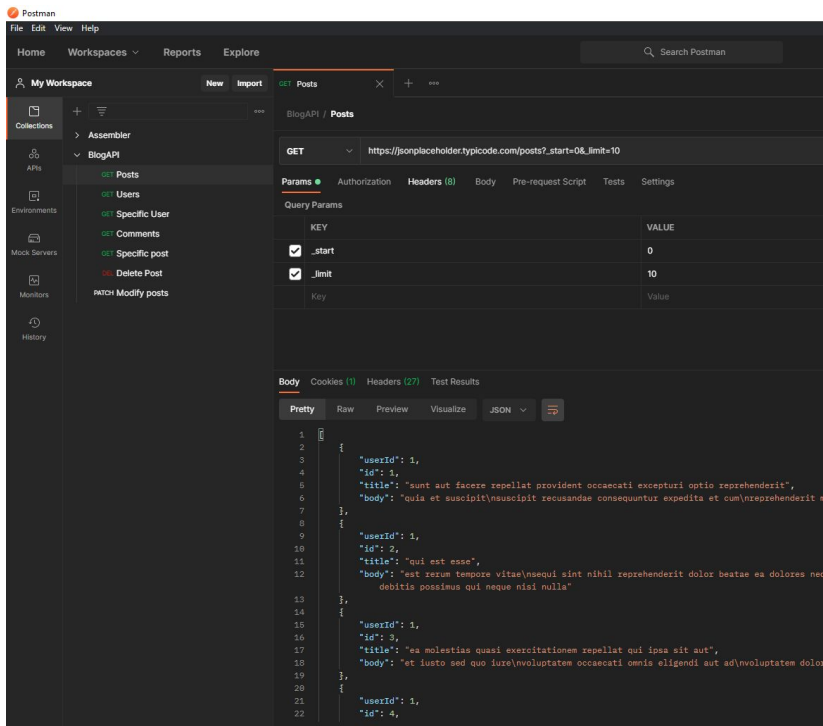 Postman
File Edit View Help
Home Workspaces Reports Explore Search Postman
My Workspace New Import GET Posts
Collections
APIs
Environments
Mock Servers
Monitors
History
Assembler
BlogAPI
GET Posts
GET Users
GET Specific User
GET Comments
GET Specific post
DEL Delete Post
PATCH Modify posts
BlogAPI / Posts
GET https://jsonplaceholder.typicode.com/posts?_start=0&_limit=10
Params Authorization Headers (8) Body Pre-request Script Tests Settings
Query Params
KEY VALUE
_start 0
_limit 10
Key Value
Body Cookies (1) Headers (27) Test Results
Pretty Raw Preview Visualize JSON
1 [
2 {
3 "userId": 1,
4 "id": 1,
5 "title": "sunt aut facere repellat provident occaecati excepturi optio reprehenderit",
6 "body": "quia et suscipit\nsuscipit recusandae consequuntur expedita et cum\nreprehenderit
7 },
8 {
9 "userId": 1,
10 "id": 2,
11 "title": "qui est esse",
12 "body": "est rerum tempore vitae\nsequi sint nihil reprehenderit dolor beatae ea dolores
debitis possimus qui neque nisi nulla"
13 },
14 {
15 "userId": 1,
16 "id": 3,
17 "title": "ea molestias quasi exercitationem repellat qui ipsa sit aut",
18 "body": "et iusto sed quo iure\nvoluptatem occaecati omnis eligendi aut ad\nvoluptatem
19 },
20 {
21 "userId": 1,
22 "id": 4,